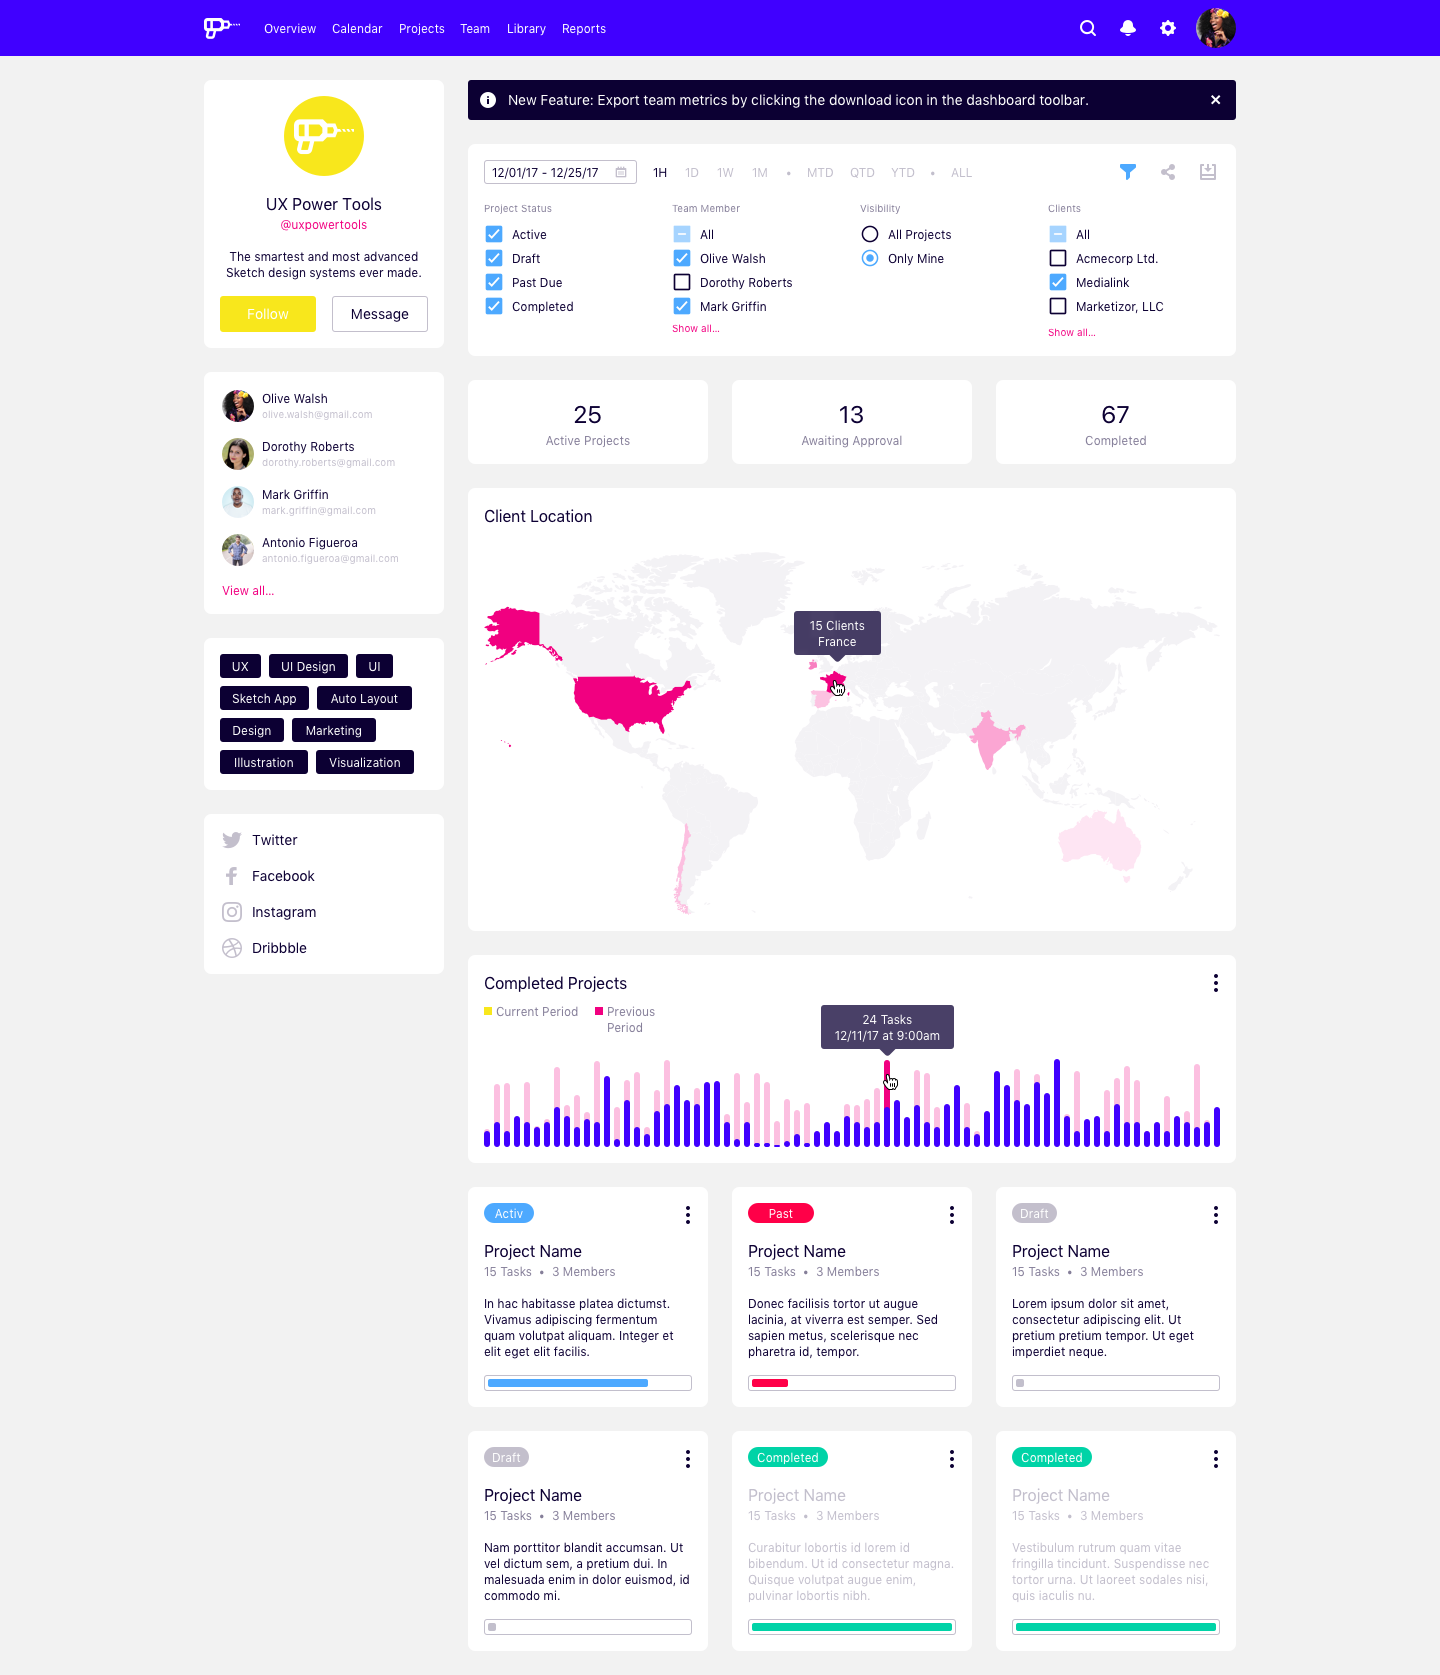 Overview Calendar Projects Team Library Reports
UX Power Tools
@uxpowertools
The smartest and most advanced
Sketch design systems ever made.
Follow Message
Olive Walsh
olive.walsh@gmail.com
Dorothy Roberts
dorothy.roberts@gmail.com
Mark Griffin
mark.griffin@gmail.com
Antonio Figueroa
antonio.figueroa@gmail.com
View all...
UX UI Design UI
Sketch App Auto Layout
Design Marketing
Illustration Visualization
Twitter
Facebook
Instagram
Dribbble
New Feature: Export team metrics by clicking the download icon in the dashboard toolbar.
12/01/17 - 12/25/17 1H 1D 1W 1M • MTD QTD YTD • ALL
Project Status
Active
Draft
Past Due
Completed
Team Member
All
Olive Walsh
Dorothy Roberts
Mark Griffin
Show all...
Visibility
All Projects
Only Mine
Clients
All
Acmecorp Ltd.
Medialink
Marketizor, LLC
Show all...
25
Active Projects
13
Awaiting Approval
67
Completed
Client Location
15 Clients
France
Completed Projects
Current Period
Previous
Period
24 Tasks
12/11/17 at 9:00am
Activ
Project Name
15 Tasks • 3 Members
In hac habitasse platea dictumst.
Vivamus adipiscing fermentum
quam volutpat aliquam. Integer et
elit eget elit facilis.
Past
Project Name
15 Tasks • 3 Members
Donec facilisis tortor ut augue
lacinia, at viverra est semper. Sed
sapien metus, scelerisque nec
pharetra id, tempor.
Draft
Project Name
15 Tasks • 3 Members
Lorem ipsum dolor sit amet,
consectetur adipiscing elit. Ut
pretium pretium tempor. Ut eget
imperdiet neque.
Draft
Project Name
15 Tasks • 3 Members
Nam porttitor blandit accumsan. Ut
vel dictum sem, a pretium dui. In
malesuada enim in dolor euismod, id
commodo mi.
Completed
Project Name
15 Tasks • 3 Members
Curabitur lobortis id lorem id
bibendum. Ut id consectetur magna.
Quisque volutpat augue enim,
pulvinar lobortis nibh.
Completed
Project Name
15 Tasks • 3 Members
Vestibulum rutrum quam vitae
fringilla tincidunt. Suspendisse nec
tortor urna. Ut laoreet sodales nisi,
quis iaculis nu.